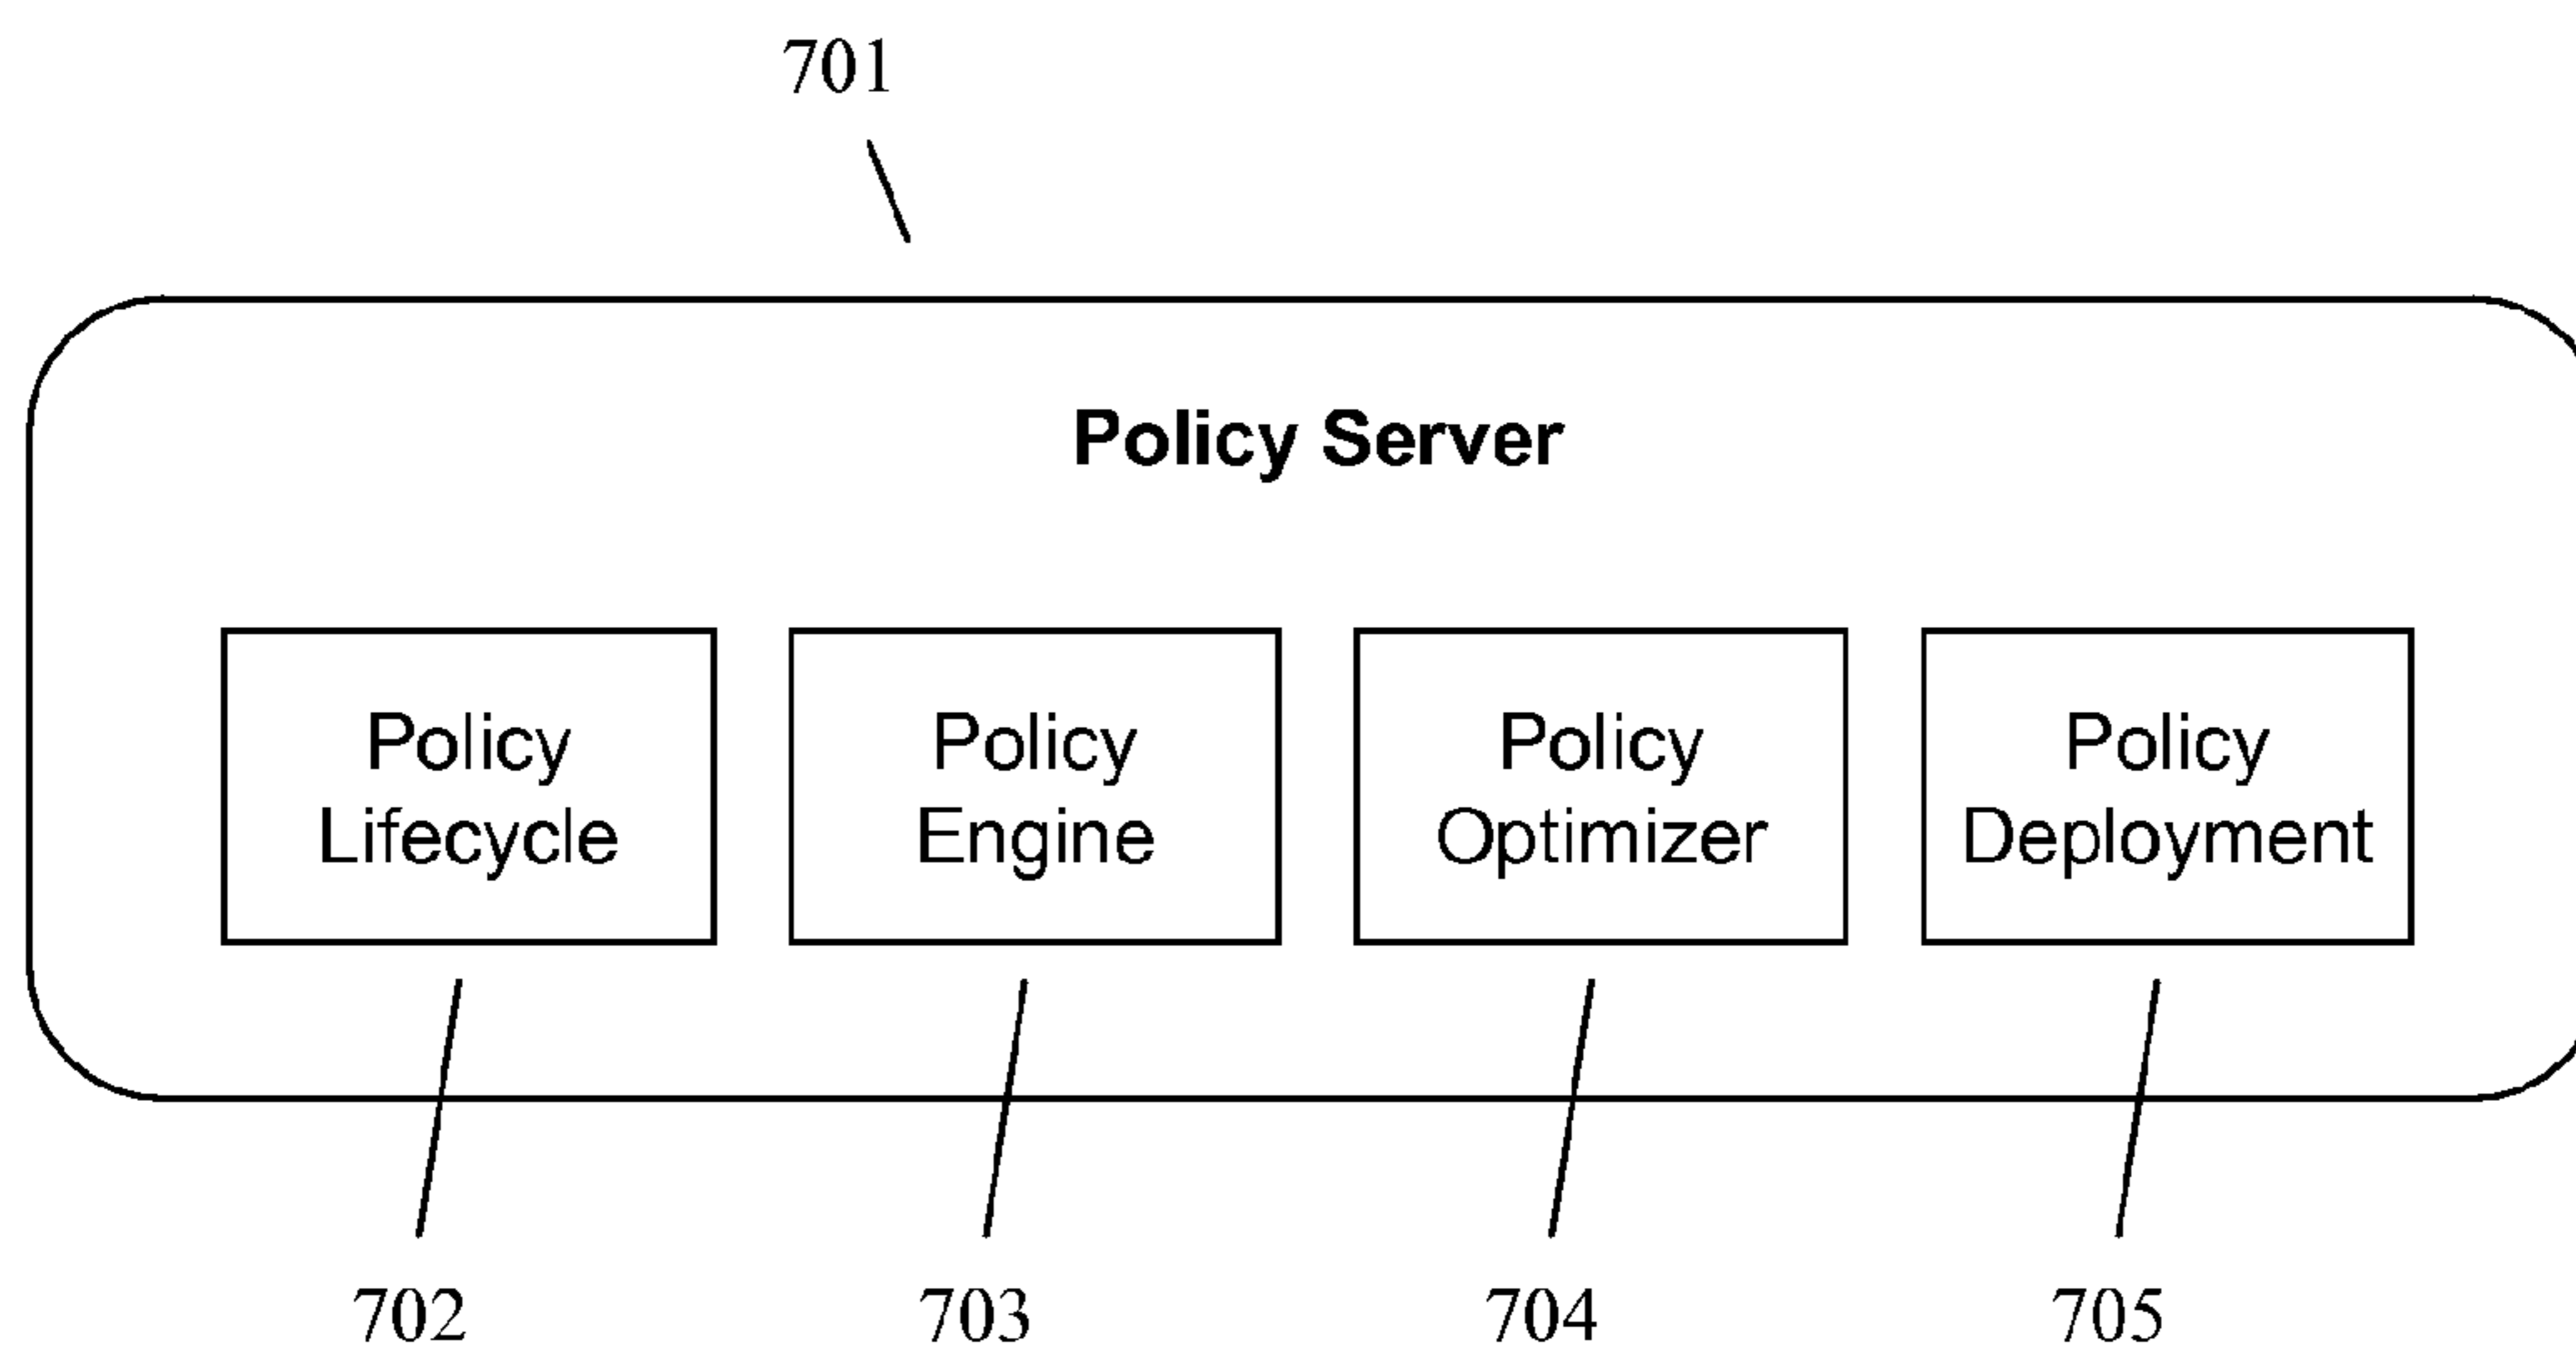 701
Policy Server
Policy
Lifecycle
Policy
Engine
Policy
Optimizer
Policy
Deployment
702
703
704
705